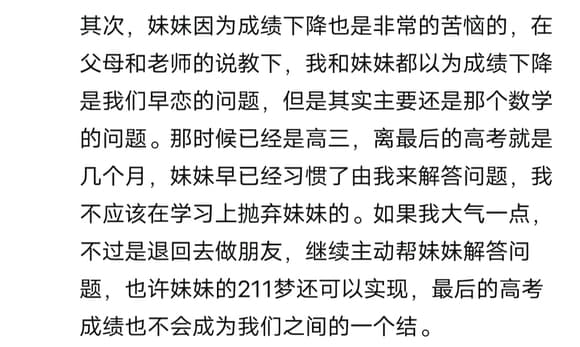 其次，妹妹因为成绩下降也是非常的苦恼的，在
父母和老师的说教下，我和妹妹都以为成绩下降
是我们早恋的问题，但是其实主要还是那个数学
的问题。那时候已经是高三，离最后的高考就是
几个月，妹妹早已经习惯了由我来解答问题，我
不应该在学习上抛弃妹妹的。如果我大气一点，
不过是退回去做朋友，继续主动帮妹妹解答问
题，也许妹妹的211梦还可以实现，最后的高考
成绩也不会成为我们之间的一个结。